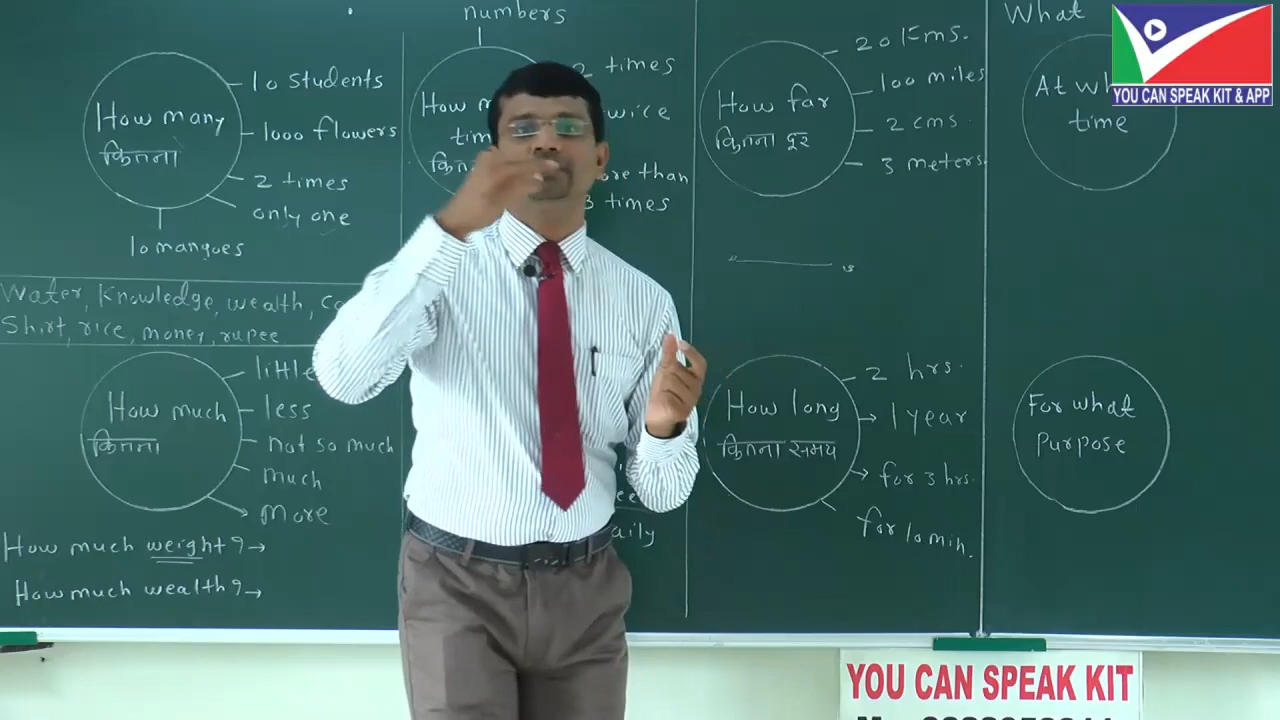 How many
कितना
10 students
1000 flowers
2 times
only one
10 mangoes
Water, Knowledge, wealth,
Shirt, rice, money, rupee
How much
कितना
little
less
not so much
much
More
How much weight?→
How much wealth?→
numbers
How
2 times
than
3 times
How far
कितना दूर
20 Kms.
100 miles
2 cms.
3 meters.
How long
कितना समय
2 hrs.
1 year
for 3 hrs.
for 10 min.
What
At
time
For what
Purpose
YOU CAN SPEAK KIT & APP
YOU CAN SPEAK KIT